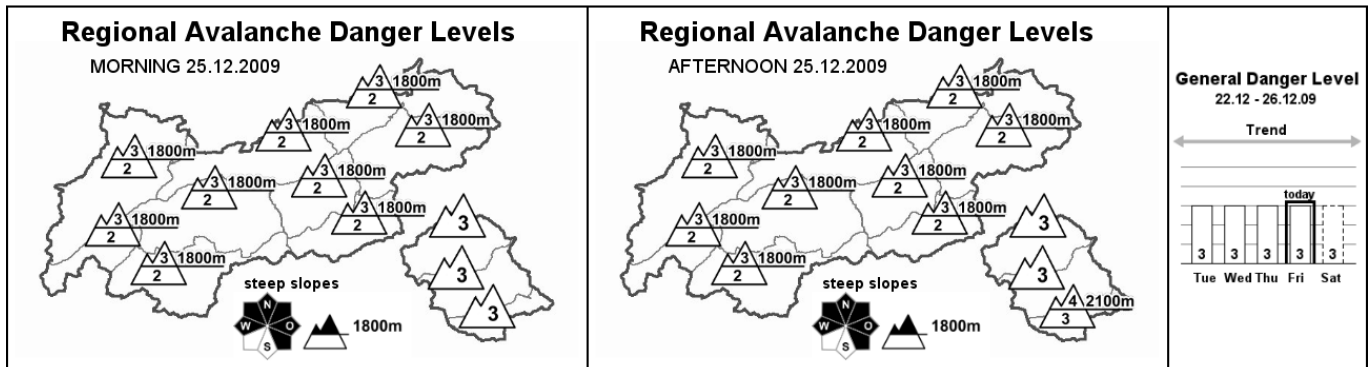 Regional Avalanche Danger Levels
MORNING 25.12.2009
3 1800m
2
3 1800m
2
3 1800m
2
3 1800m
2
3 1800m
2
3 1800m
2
3 1800m
2
3 1800m
2
3 1800m
2
3
3
3
steep slopes
N
W O
S
1800m
Regional Avalanche Danger Levels
AFTERNOON 25.12.2009
3 1800m
2
3 1800m
2
3 1800m
2
3 1800m
2
3 1800m
2
3 1800m
2
3 1800m
2
3 1800m
2
3 1800m
2
3
3
4 2100m
3
steep slopes
N
W O
S
1800m
General Danger Level
22.12 - 26.12.09
Trend
today
3 3 3 3 3
Tue Wed Thu Fri Sat